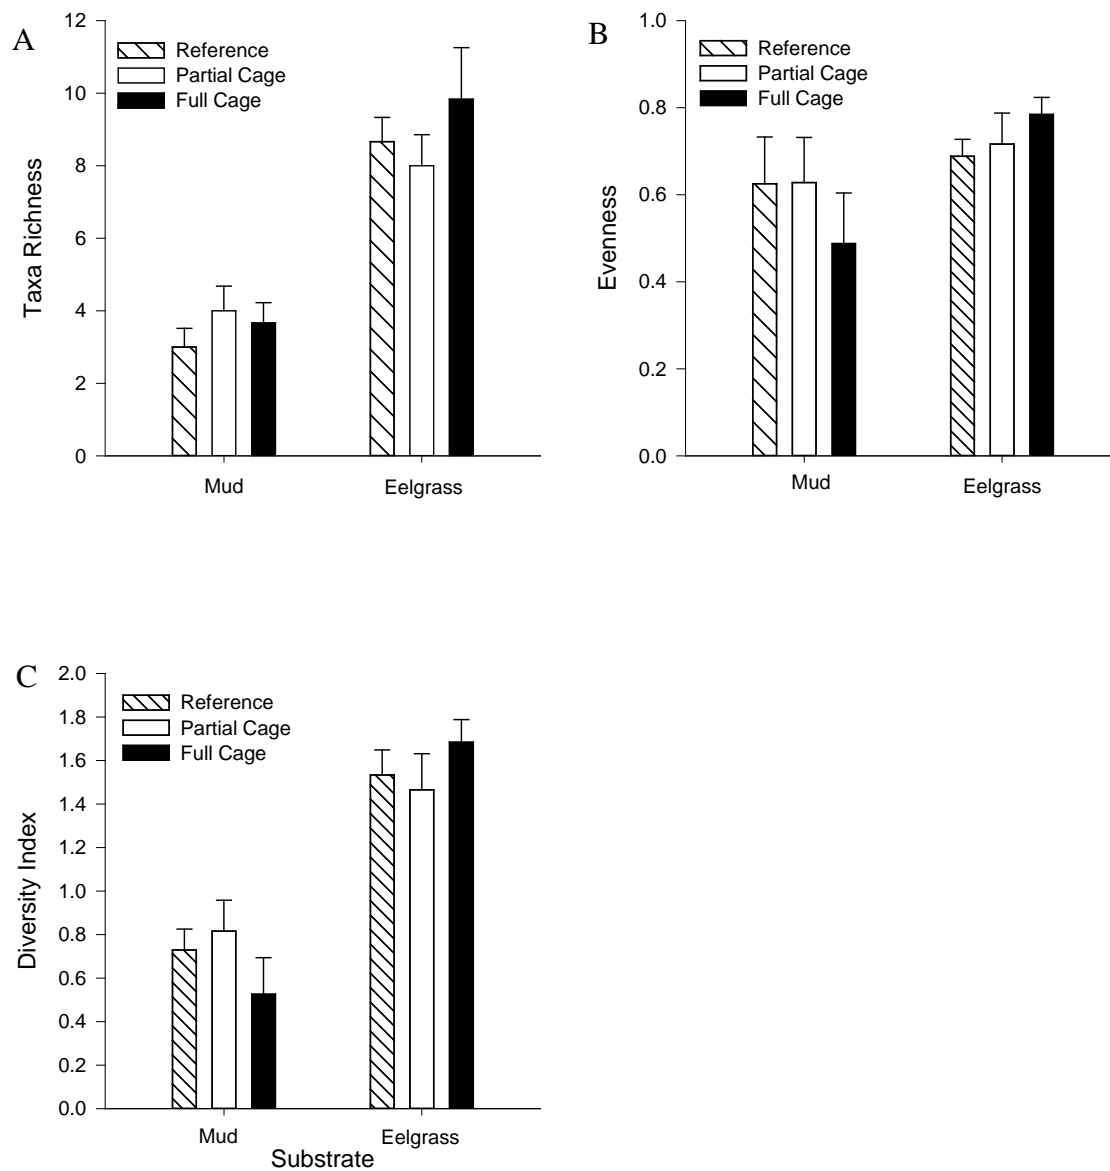 A
Reference
Partial Cage
Full Cage
12
10
8
6
4
2
0
Taxa Richness
Mud
Eelgrass
B
Reference
Partial Cage
Full Cage
1.0
0.8
0.6
0.4
0.2
0.0
Evenness
Mud
Eelgrass
C
Reference
Partial Cage
Full Cage
2.0
1.8
1.6
1.4
1.2
1.0
0.8
0.6
0.4
0.2
0.0
Diversity Index
Mud
Eelgrass
Substrate